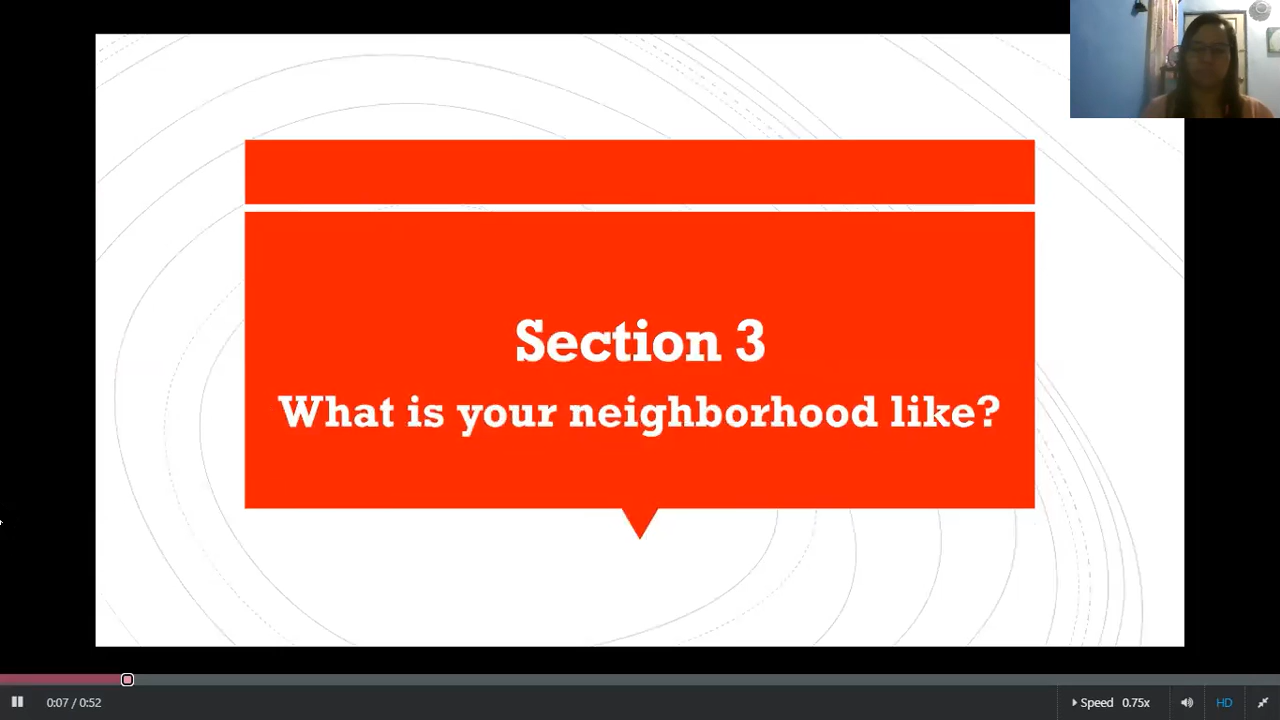 Section 3
What is your neighborhood like?
0:07 / 0:52
Speed 0.75x
HD